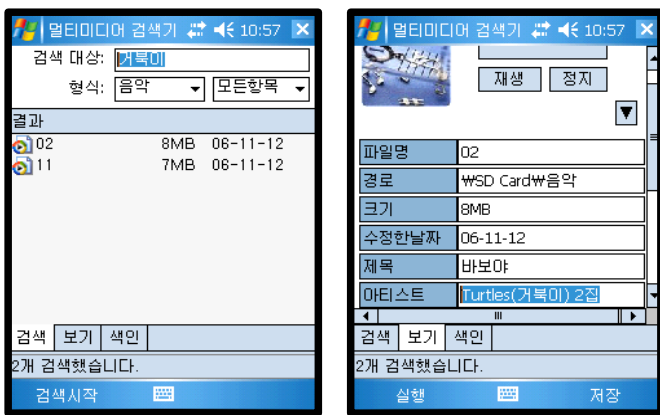 멀티미디어 검색기 10:57
검색 대상: 거북이
형식: 음악 모든항목
결과
02 8MB 06-11-12
11 7MB 06-11-12
검색 보기 색인
2개 검색했습니다.
검색시작
멀티미디어 검색기 10:57
재생 정지
파일명 02
경로 ₩SD Card₩음악
크기 8MB
수정한날짜 06-11-12
제목 바보야
아티스트 Turtles(거북이) 2집
검색 보기 색인
2개 검색했습니다.
실행 저장